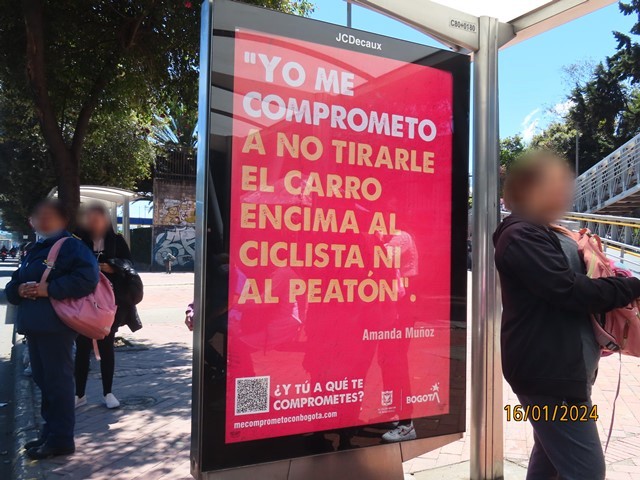 C80+0180
JCDecaux
"YO ME
COMPROMETO
A NO TIRARLE
EL CARRO
ENCIMA AL
CICLISTA NI
AL PEATÓN".
Amanda Muñoz
¿Y TÚ A QUÉ TE
COMPROMETES?
mecomprometoconbogota.com
BOGOTÁ
16/01/2024